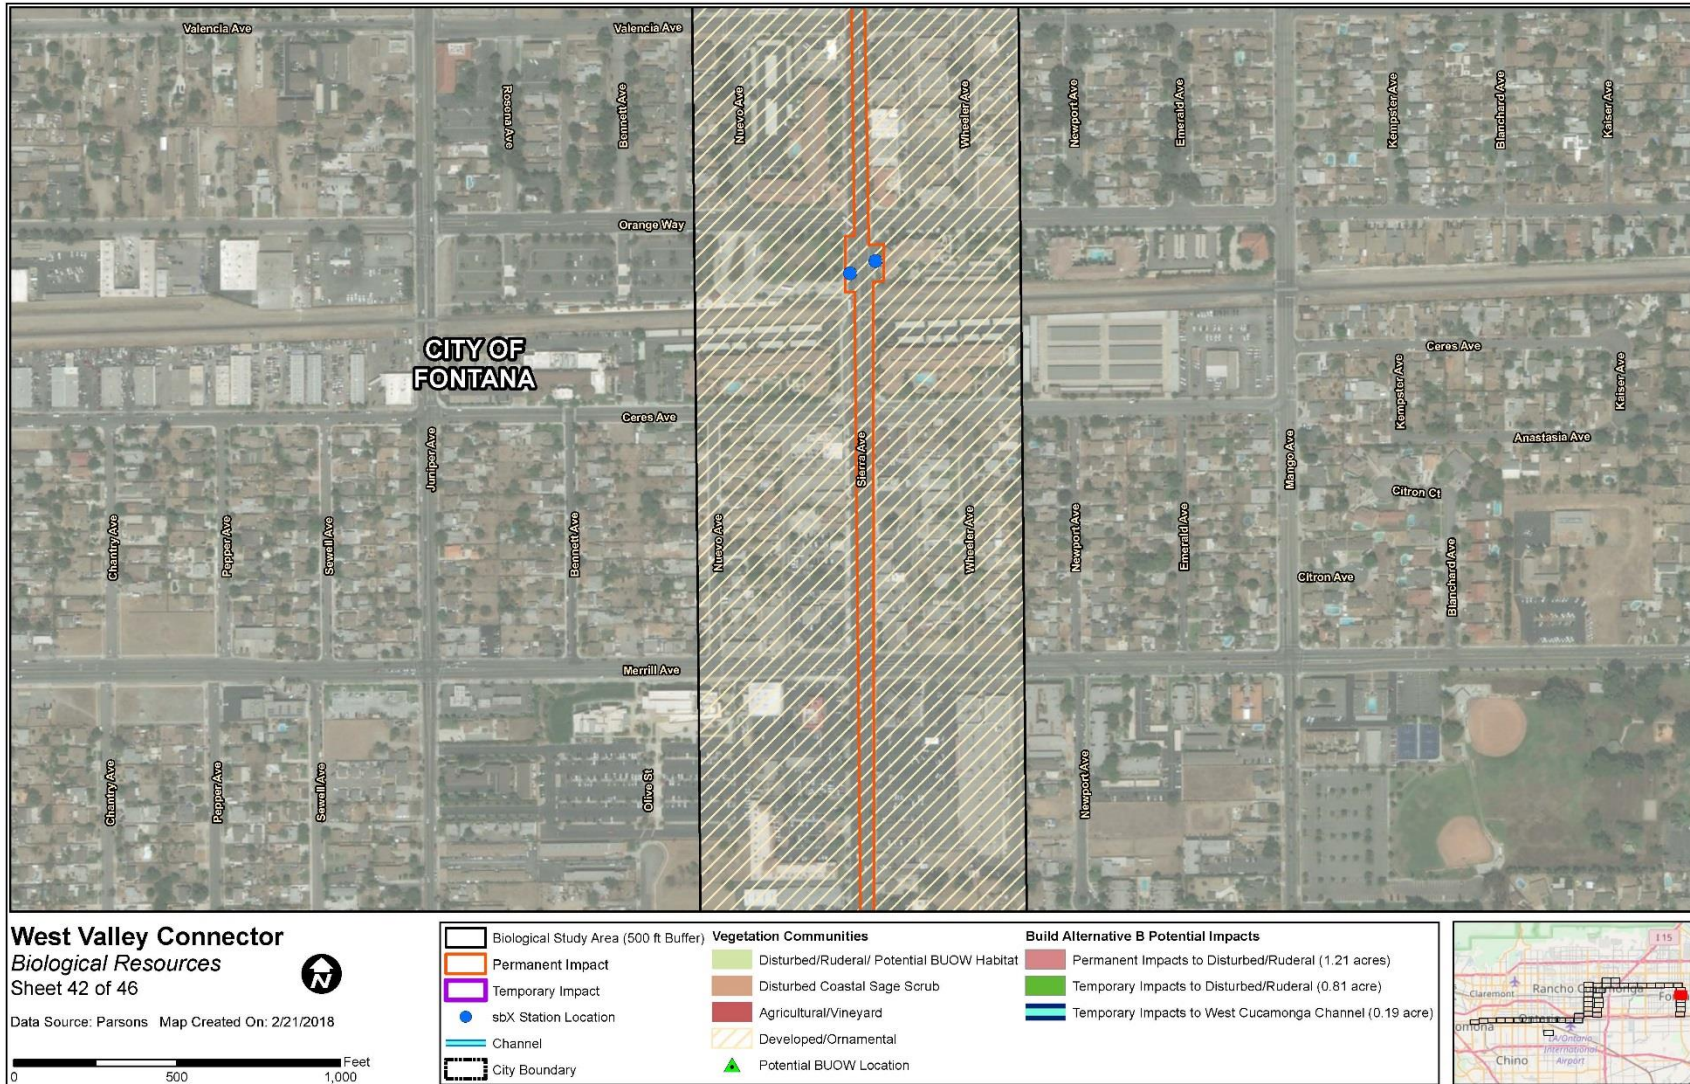 Valencia Ave
Valencia Ave
Rosena Ave
Bennett Ave
Nuevo Ave
Wheeler Ave
Newport Ave
Emerald Ave
Kempster Ave
Blanchard Ave
Kaiser Ave
Orange Way
CITY OF
FONTANA
Ceres Ave
Kempster Ave
Kaiser Ave
Ceres Ave
Anastasia Ave
Juniper Ave
Sierra Ave
Mango Ave
Citron Ct
Chantry Ave
Pepper Ave
Sewell Ave
Bennett Ave
Nuevo Ave
Wheeler Ave
Newport Ave
Emerald Ave
Citron Ave
Blanchard Ave
Merrill Ave
Chantry Ave
Pepper Ave
Sewell Ave
Olive St
Newport Ave
West Valley Connector
Biological Resources
Sheet 42 of 46
N
Data Source: Parsons Map Created On: 2/21/2018
Feet
0 500 1,000
Biological Study Area (500 ft Buffer)
Permanent Impact
Temporary Impact
sbX Station Location
Channel
City Boundary
Vegetation Communities
Disturbed/Ruderal/ Potential BUOW Habitat
Disturbed Coastal Sage Scrub
Agricultural/Vineyard
Developed/Ornamental
Potential BUOW Location
Build Alternative B Potential Impacts
Permanent Impacts to Disturbed/Ruderal (1.21 acres)
Temporary Impacts to Disturbed/Ruderal (0.81 acre)
Temporary Impacts to West Cucamonga Channel (0.19 acre)
I 15
Claremont
Rancho
omona
LA/Ontario
International
Airport
Chino